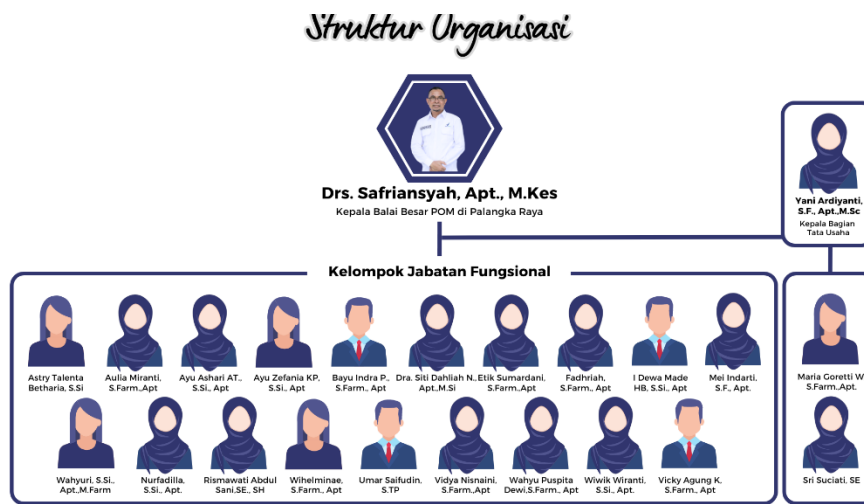 Struktur Organisasi
Drs. Safriansyah, Apt., M.Kes
Kepala Balai Besar POM di Palangka Raya
Yani Ardiyanti,
S.F., Apt.,M.Sc
Kepala Bagian
Tata Usaha
Kelompok Jabatan Fungsional
Astry Talenta
Betharia, S.Si
Aulia Miranti,
S.Farm.,Apt
Ayu Ashari AT.,
S.Si., Apt
Ayu Zefania KP,
S.Si., Apt
Bayu Indra P.,
S.Farm., Apt
Dra. Siti Dahliah N.,
Apt.,M.Si
Etik Sumardani,
S.Farm., Apt
Fadhriah,
S.Farm., Apt
I Dewa Made
HB, S.Si., Apt
Mei Indarti,
S.F., Apt.
Maria Goretti W
S.Farm.,Apt.
Wahyuri, S.Si.,
Apt.,M.Farm
Nurfadilla,
S.Si., Apt.
Rismawati Abdul
Sani,SE., SH
Wihelminae,
S.Farm., Apt
Umar Saifudin,
S.TP
Vidya Nisnaini,
S.Farm.,Apt
Wahyu Puspita
Dewi,S.Farm., Apt
Wiwik Wiranti,
S.Si., Apt.
Vicky Agung K,
S.Farm., Apt
Sri Suciati, SE